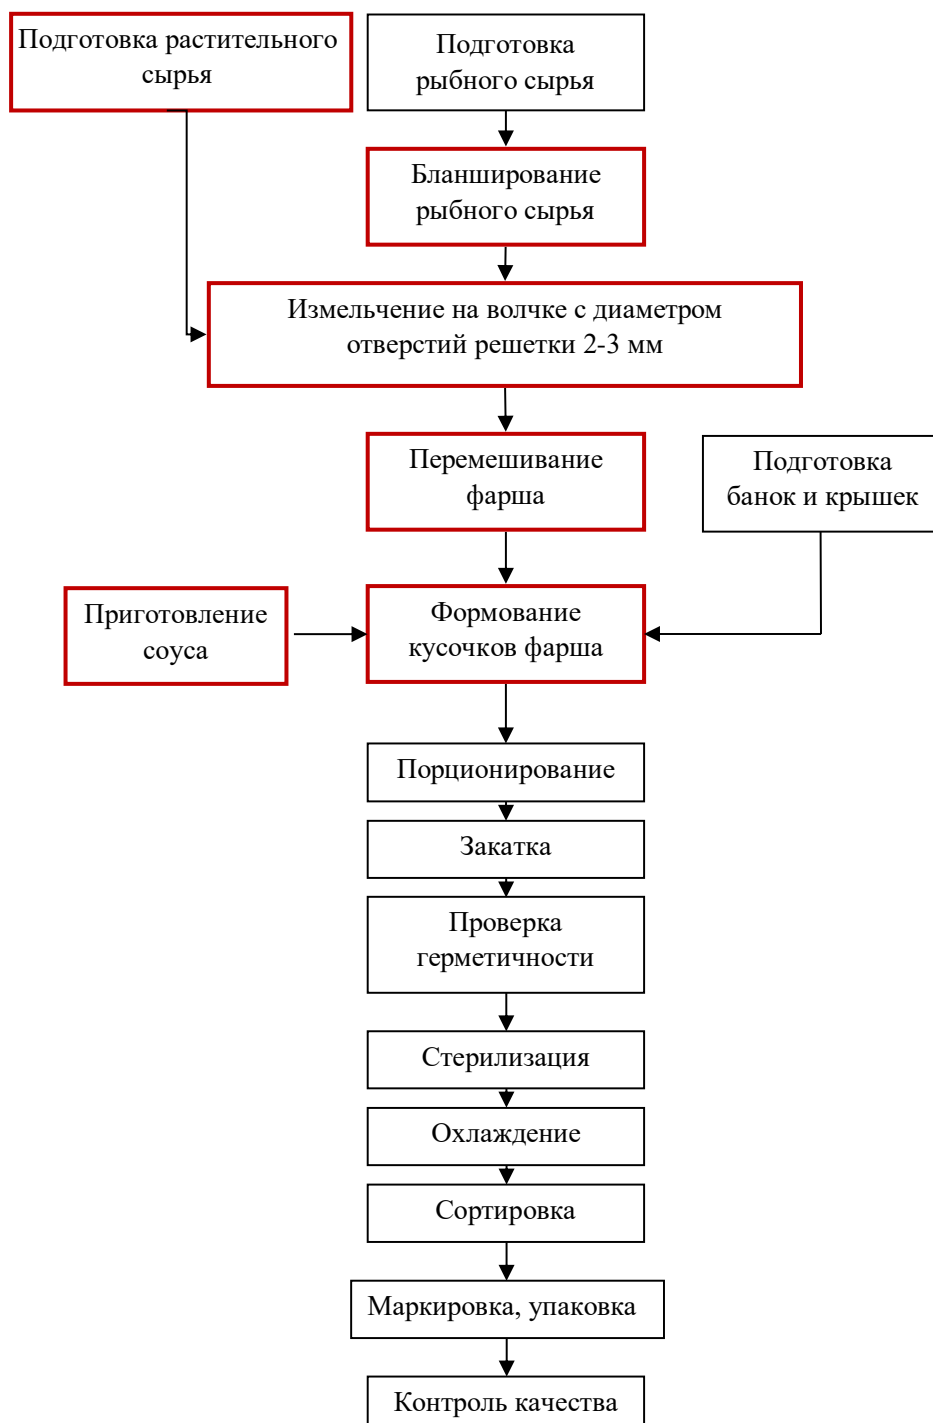 Подготовка растительного
сырья
Подготовка
рыбного сырья
Бланширование
рыбного сырья
Измельчение на волчке с диаметром
отверстий решетки 2-3 мм
Перемешивание
фарша
Подготовка
банок и крышек
Приготовление
соуса
Формование
кусочков фарша
Порционирование
Закатка
Проверка
герметичности
Стерилизация
Охлаждение
Сортировка
Маркировка, упаковка
Контроль качества